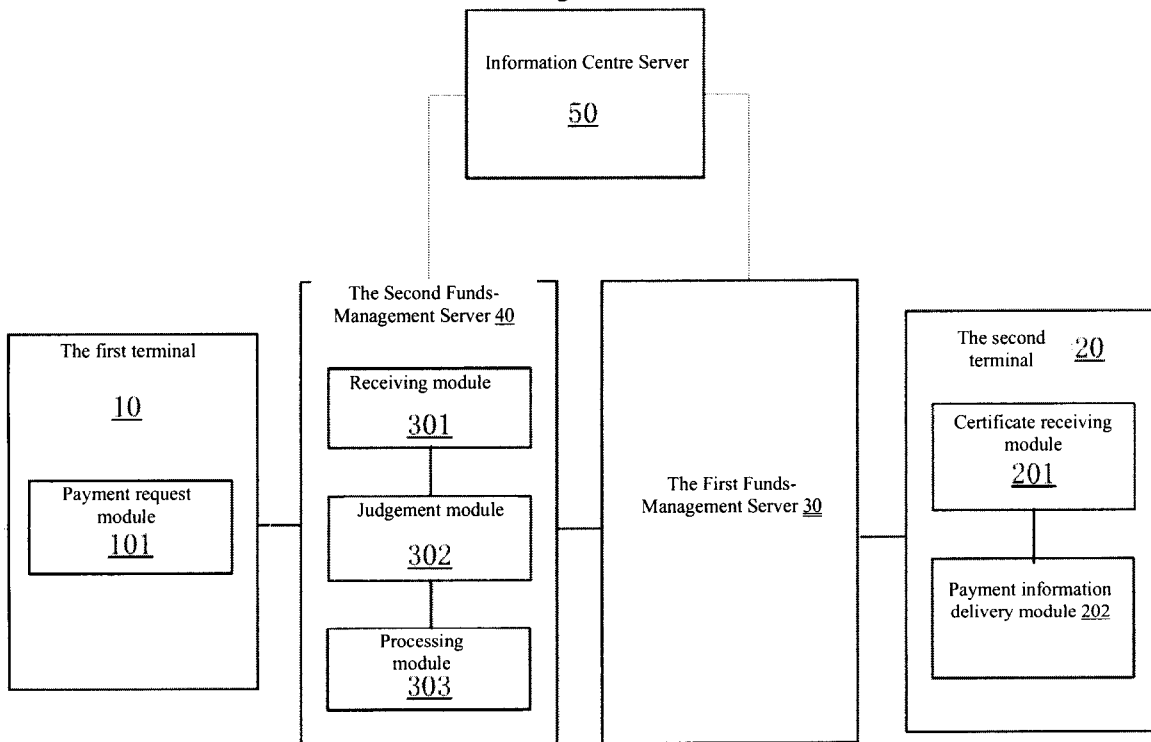 Information Centre Server
50
The Second Funds-
Management Server 40
The first terminal
10
Payment request
module
101
Receiving module
301
Judgement module
302
Processing
module
303
The First Funds-
Management Server 30
The second
terminal 20
Certificate receiving
module
201
Payment information
delivery module 202